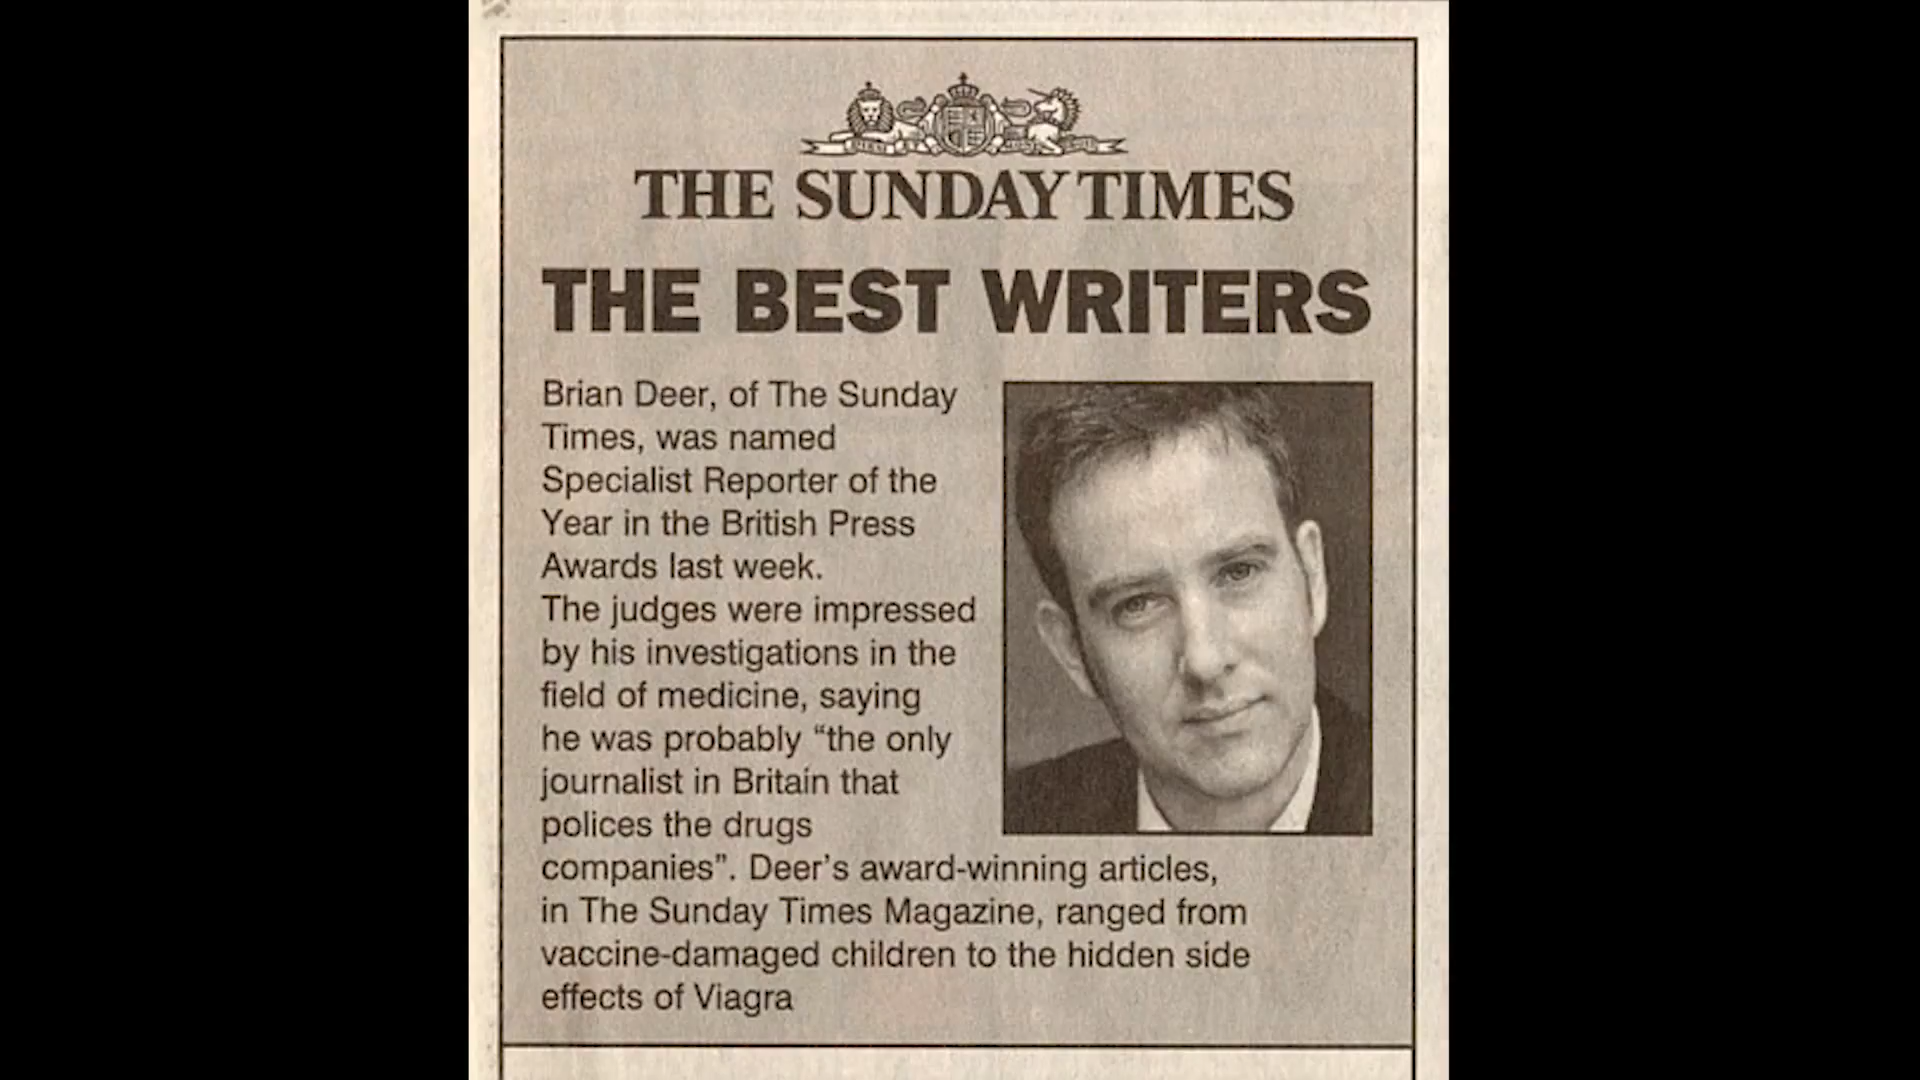 THE SUNDAY TIMES
THE BEST WRITERS
Brian Deer, of The Sunday
Times, was named
Specialist Reporter of the
Year in the British Press
Awards last week.
The judges were impressed
by his investigations in the
field of medicine, saying
he was probably “the only
journalist in Britain that
polices the drugs
companies”. Deer’s award-winning articles,
in The Sunday Times Magazine, ranged from
vaccine-damaged children to the hidden side
effects of Viagra